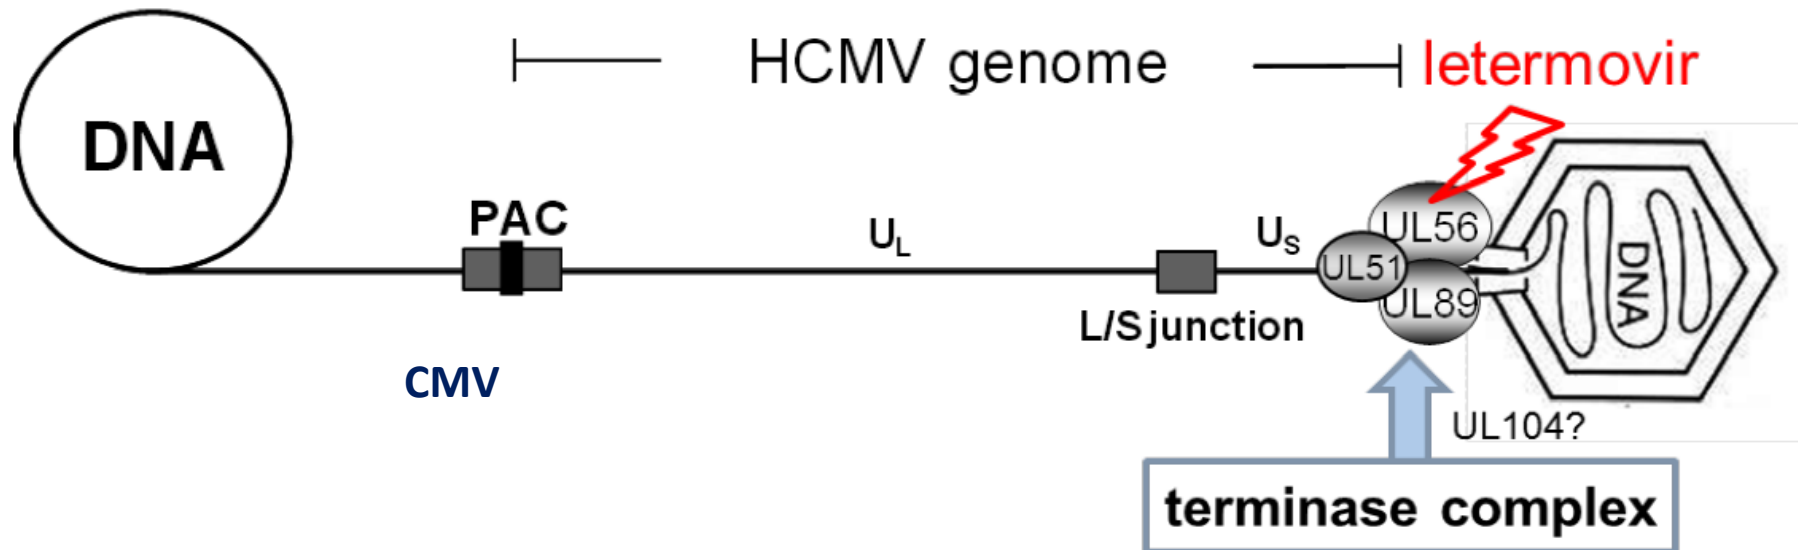 HCMV genome
letermovir
DNA
PAC
UL
US
UL56
UL51
UL89
DNA
L/S junction
CMV
UL104?
terminase complex